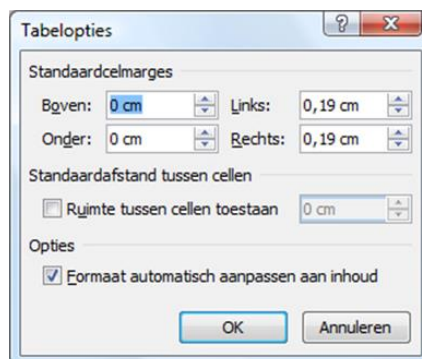 Tabelopties
Standaardcelmarges
Boven: 0 cm Links: 0,19 cm
Onder: 0 cm Rechts: 0,19 cm
Standaardafstand tussen cellen
Ruimte tussen cellen toestaan 0 cm
Opties
Formaat automatisch aanpassen aan inhoud
OK Annuleren